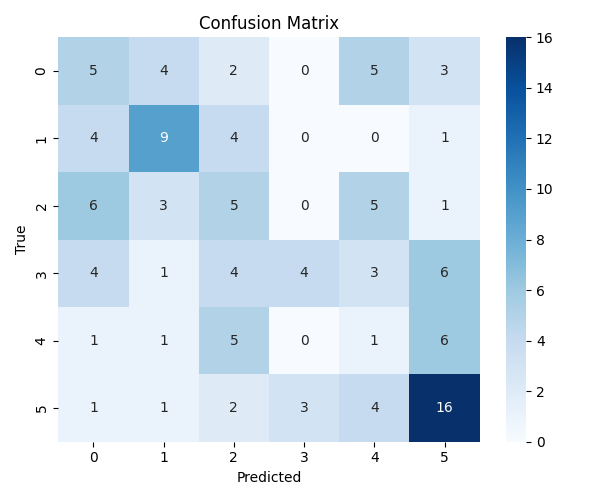 Confusion Matrix
16
0 5 4 2 0 5 3
14
1 4 9 4 0 0 1
12
10
2 6 3 5 0 5 1
True
8
3 4 1 4 4 3 6
6
4 1 1 5 0 1 6
4
5 1 1 2 3 4 16
2
0
0 1 2 3 4 5
Predicted